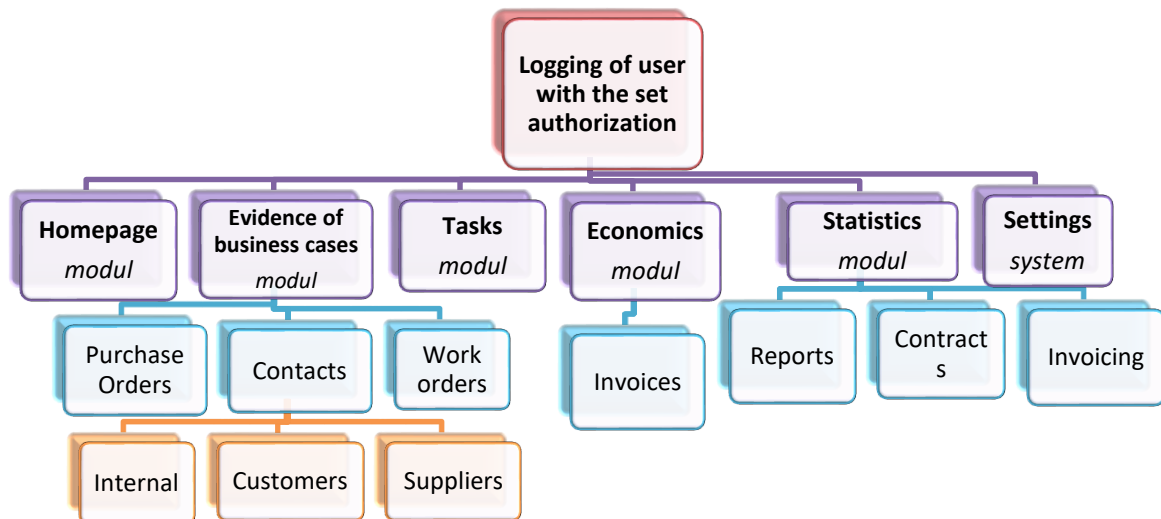 Logging of user
with the set
authorization
Homepage
modul
Evidence of
business cases
modul
Tasks
modul
Economics
modul
Statistics
modul
Settings
system
Purchase
Orders
Contacts
Work
orders
Invoices
Reports
Contract
s
Invoicing
Internal
Customers
Suppliers